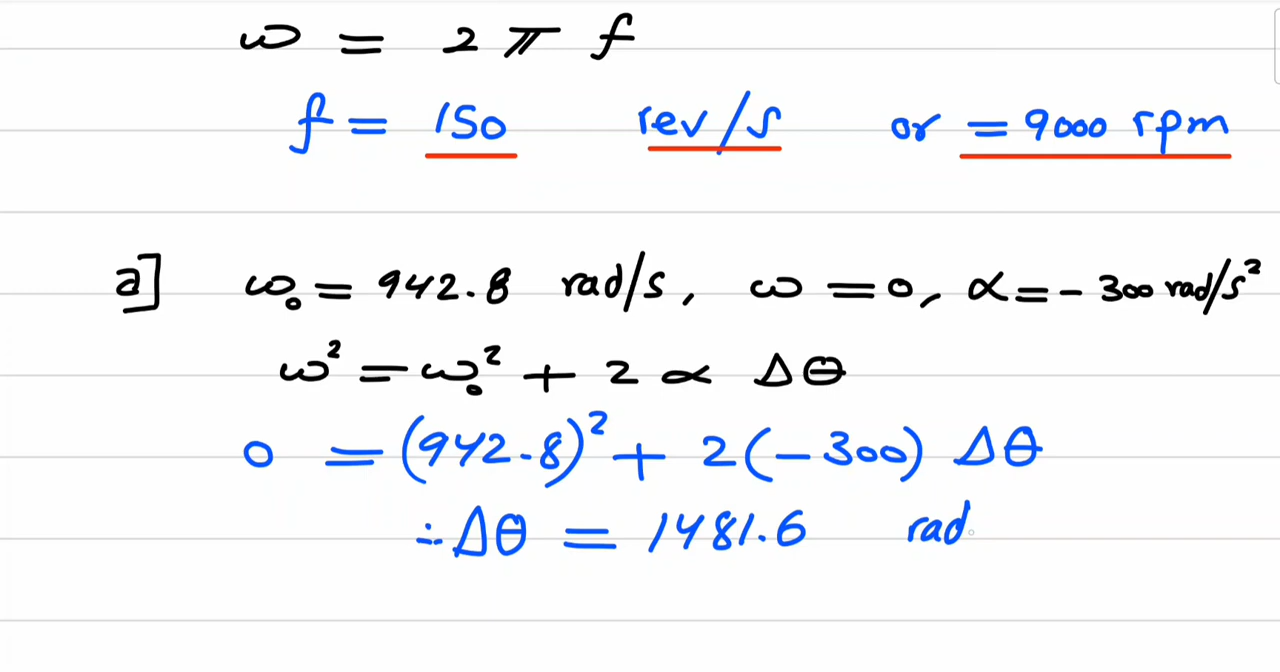 ω = 2 π f
f = 150 rev/s or = 9000 rpm
a] ω₀ = 942.8 rad/s, ω = 0, α = - 300 rad/s²
ω² = ω₀² + 2 α Δθ
0 = (942.8)² + 2(-300) Δθ
∴ Δθ = 1481.6 rad